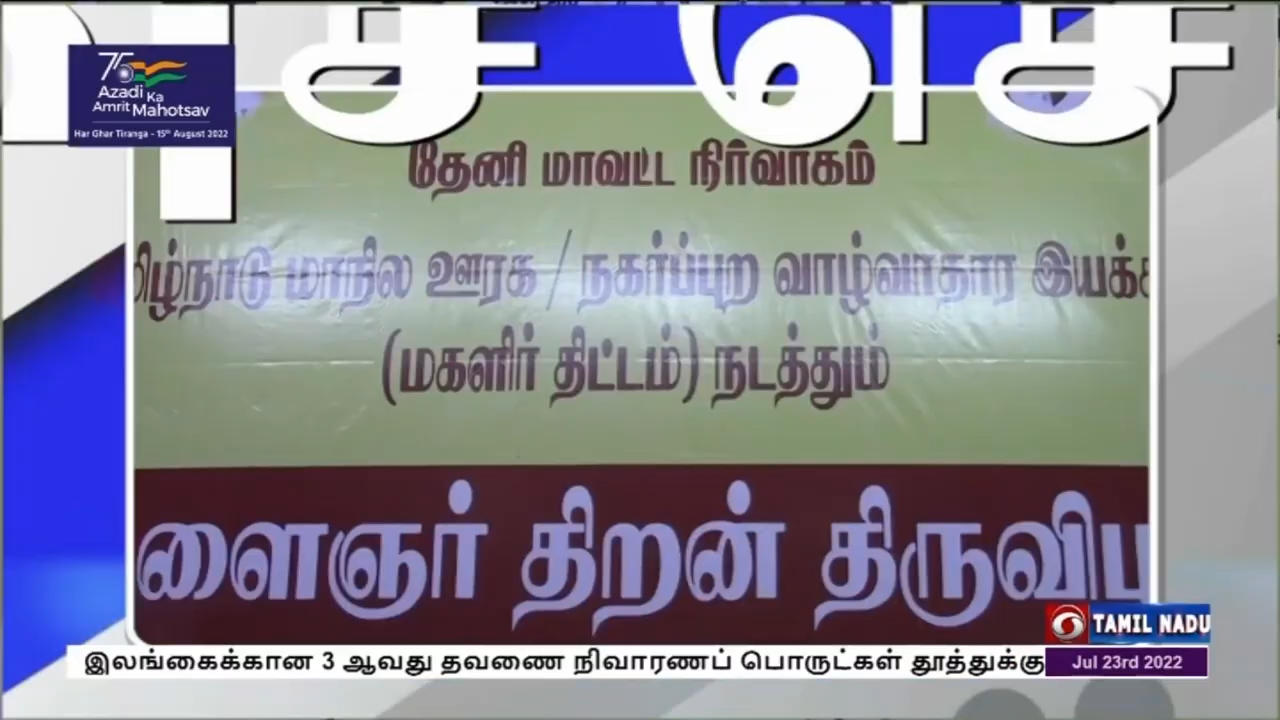 75
Azadi
Ka
Amrit Mahotsav
Har Ghar Tiranga - 15th August 2022
தேனி மாவட்ட நிர்வாகம்
மாநில ஊரக / நகர்ப்புற வாழ்வாதார
(மகளிர் திட்டம்) நடத்தும்
திறன்
TAMIL NADU
இலங்கைக்கான 3 ஆவது தவணை நிவாரணப் பொருட்கள் தூத்துக்கு
Jul 23rd 2022